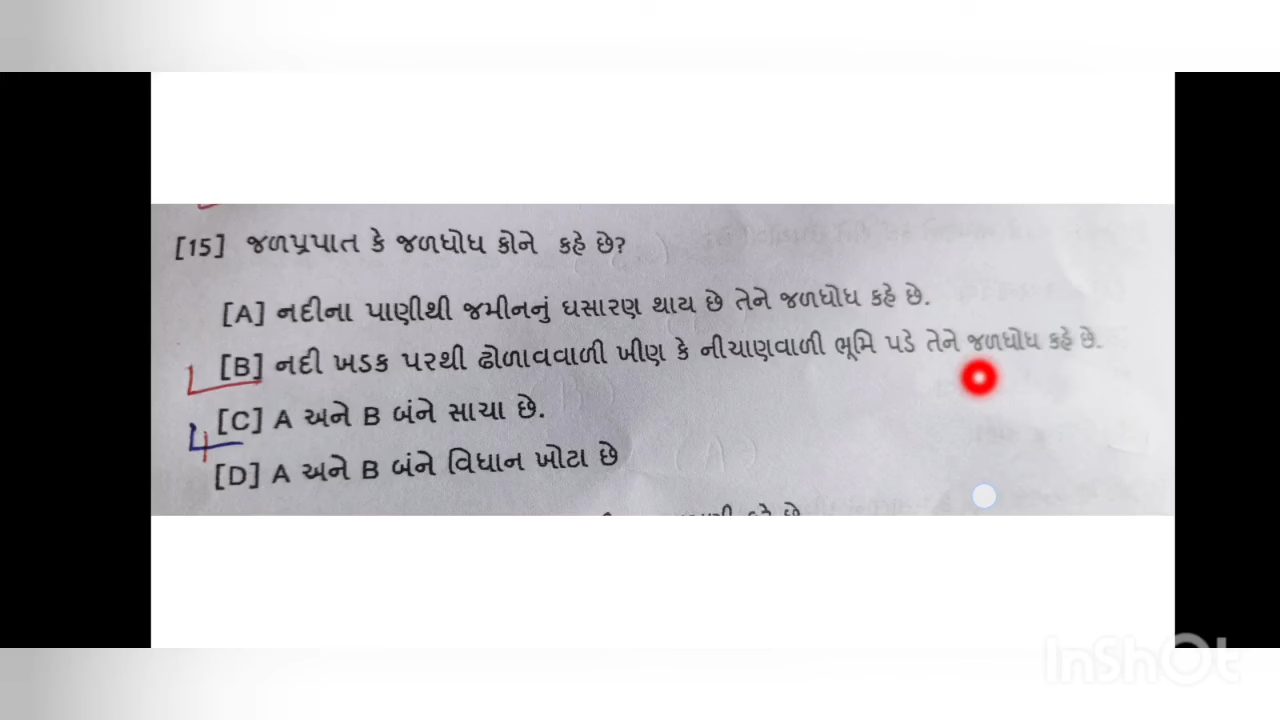 [15] જળપ્રપાત કે જળધોધ કોને કહે છે?
[A] નદીના પાણીથી જમીનનું ઘસારણ થાય છે તેને જળધોધ કહે છે.
[B] નદી ખડક પરથી ઢોળાવવાળી ખીણ કે નીચાણવાળી ભૂમિ પડે તેને જળધોધ કહે છે.
[C] A અને B બંને સાચા છે.
[D] A અને B બંને વિધાન ખોટા છે
કહે છે
InShOt